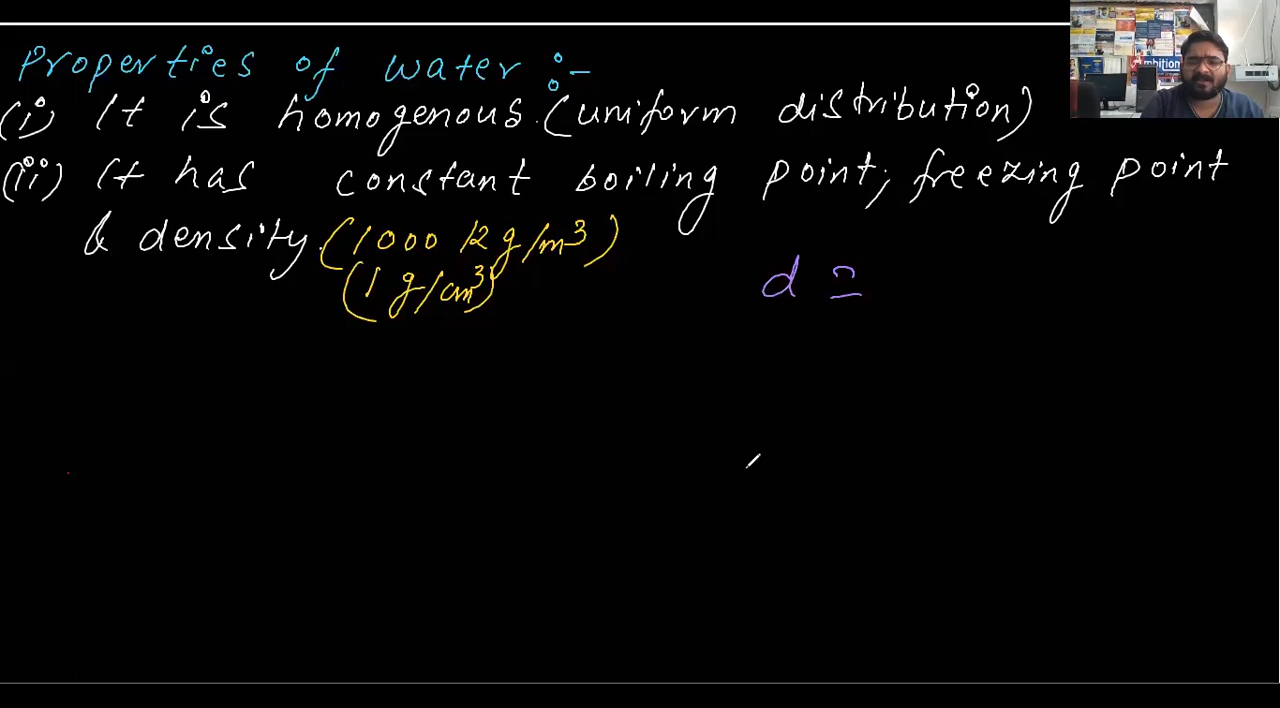 Properties of water :-
(i) It is homogenous. (uniform distribution)
(ii) It has constant boiling point, freezing point
& density. (1000 kg/m³)
(1 g/cm³)
d =
mbition